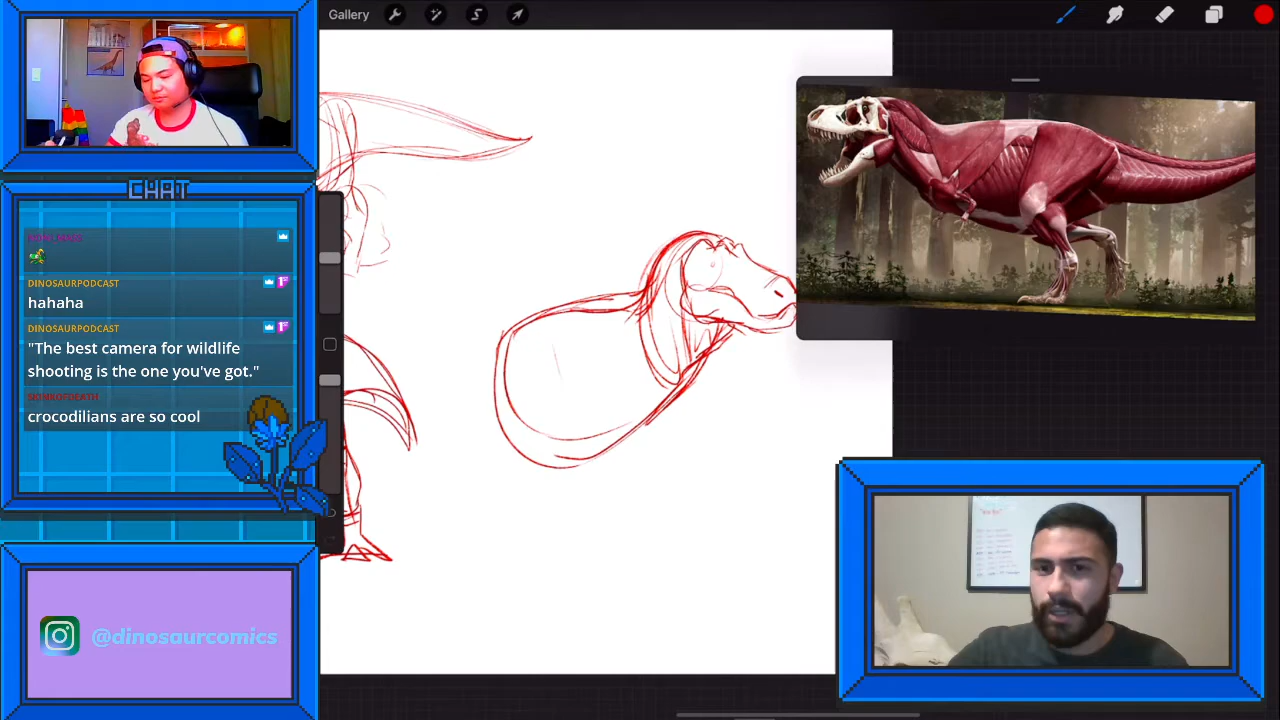 Gallery
CHAT
DINOSAURPODCAST
hahaha
DINOSAURPODCAST
"The best camera for wildlife
shooting is the one you've got."
SKINKOFDEATH
crocodilians are so cool
@dinosaurcomics